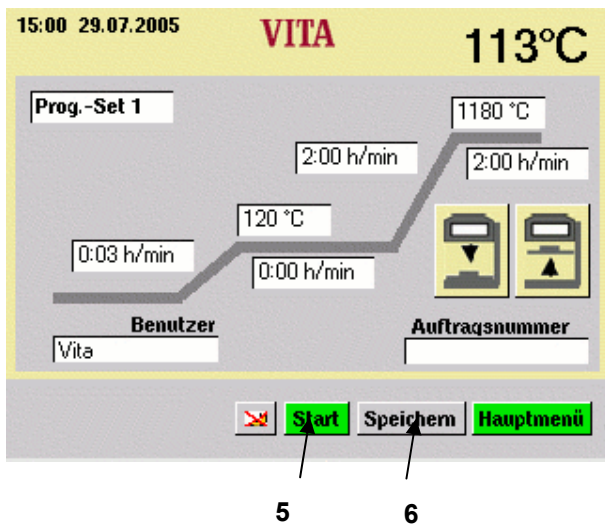 15:00 29.07.2005
VITA
113°C
Prog.-Set 1
1180 °C
2:00 h/min
2:00 h/min
120 °C
0:03 h/min
0:00 h/min
Benutzer
Auftragsnummer
Vita
Start
Speichern
Hauptmenü
5
6